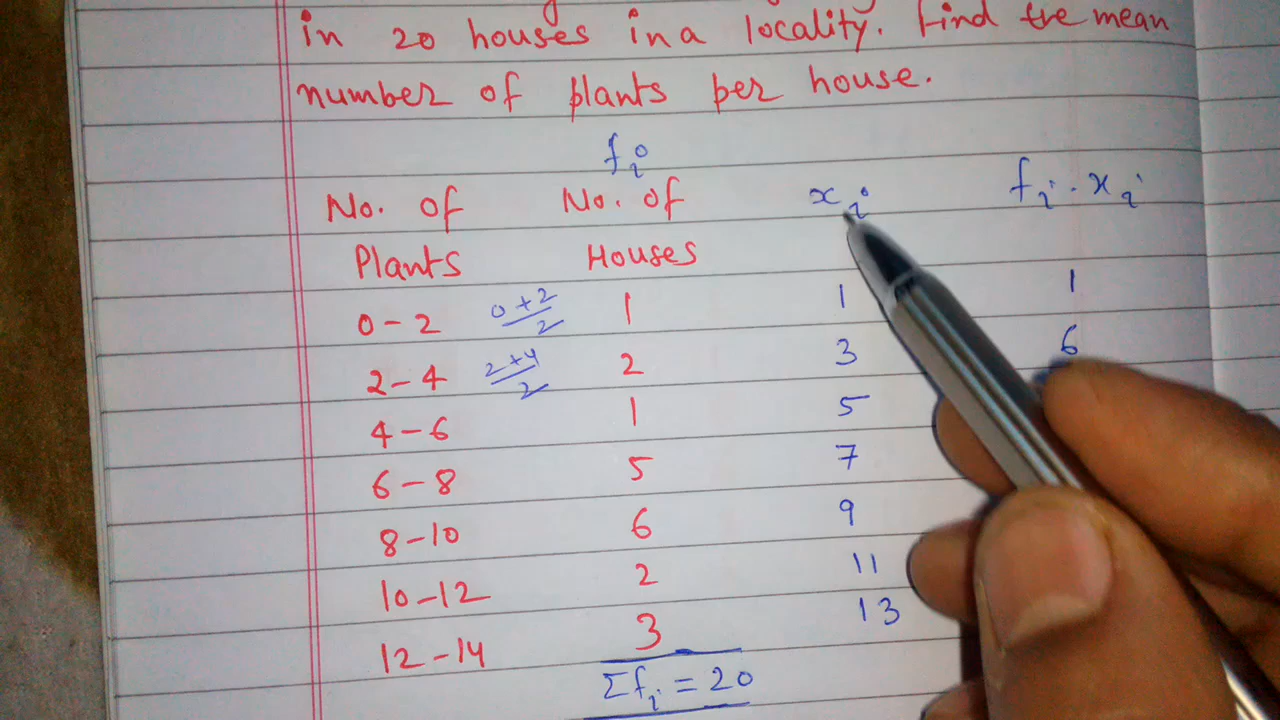 in 20 houses in a locality. Find the mean
number of plants per house.
fi
No. of No. of xi fi . xi
Plants Houses
0 - 2 0+2/2 1 1 1
2 - 4 2+4/2 2 3 6
4 - 6 1 5
6 - 8 5 7
8 - 10 6 9
10 - 12 2 11
12 - 14 3 13
Σfi = 20